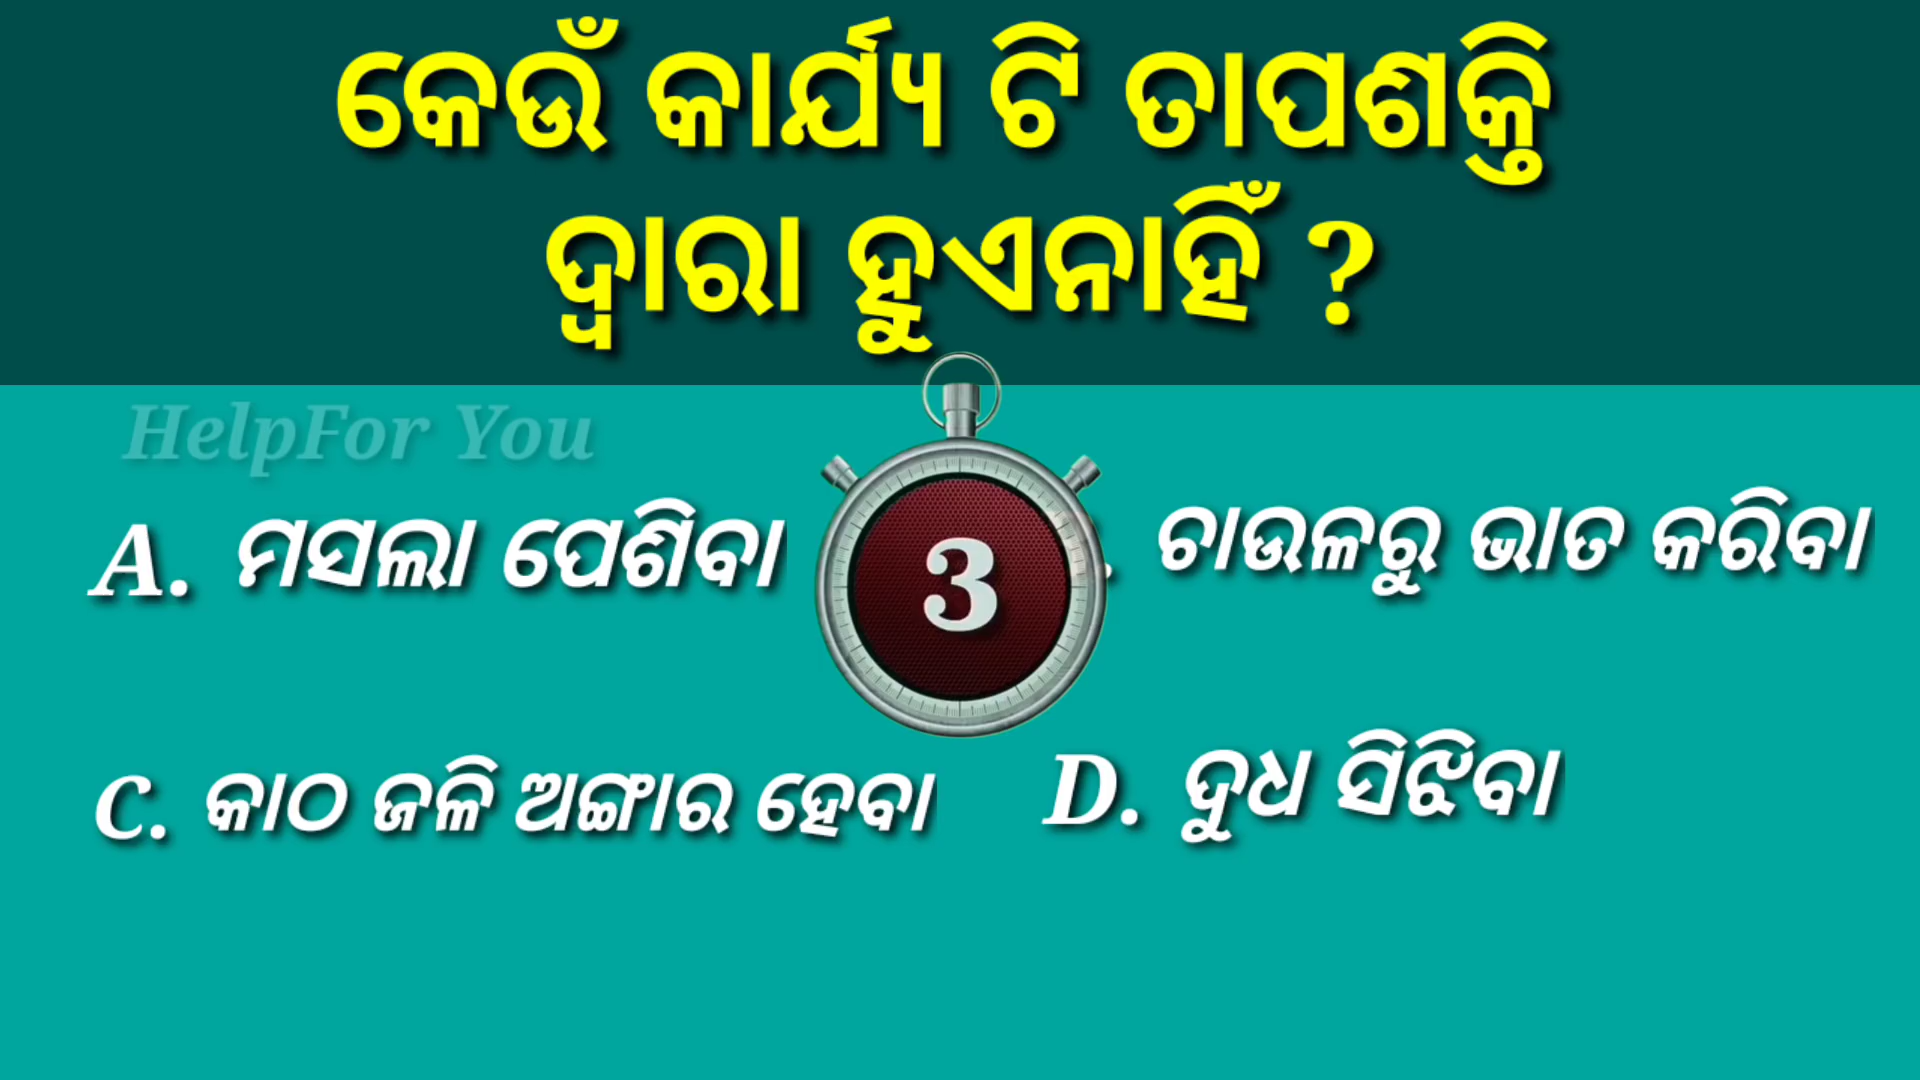 କେଉଁ କାର୍ଯ୍ୟ ଟି ତାପଶକ୍ତି
ଦ୍ୱାରା ହୁଏନାହିଁ ?
HelpFor You
A. ମସଲା ପେଶିବା
3
ଚାଉଳରୁ ଭାତ କରିବା
C. କାଠ ଜଳି ଅଙ୍ଗାର ହେବା
D. ଦୁଧ ସିଝିବା